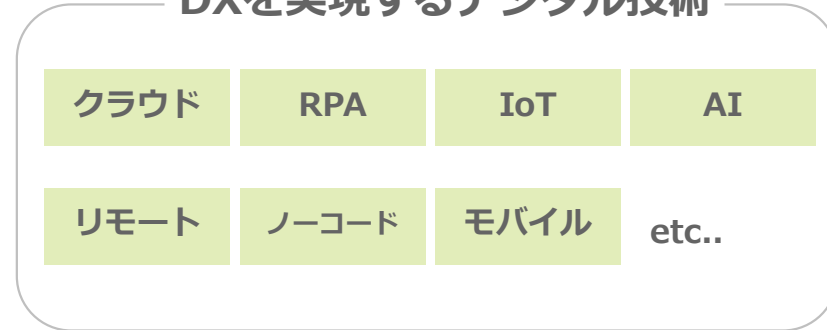 DXを実現するデジタル技術
クラウド RPA IoT AI
リモート ノーコード モバイル etc..